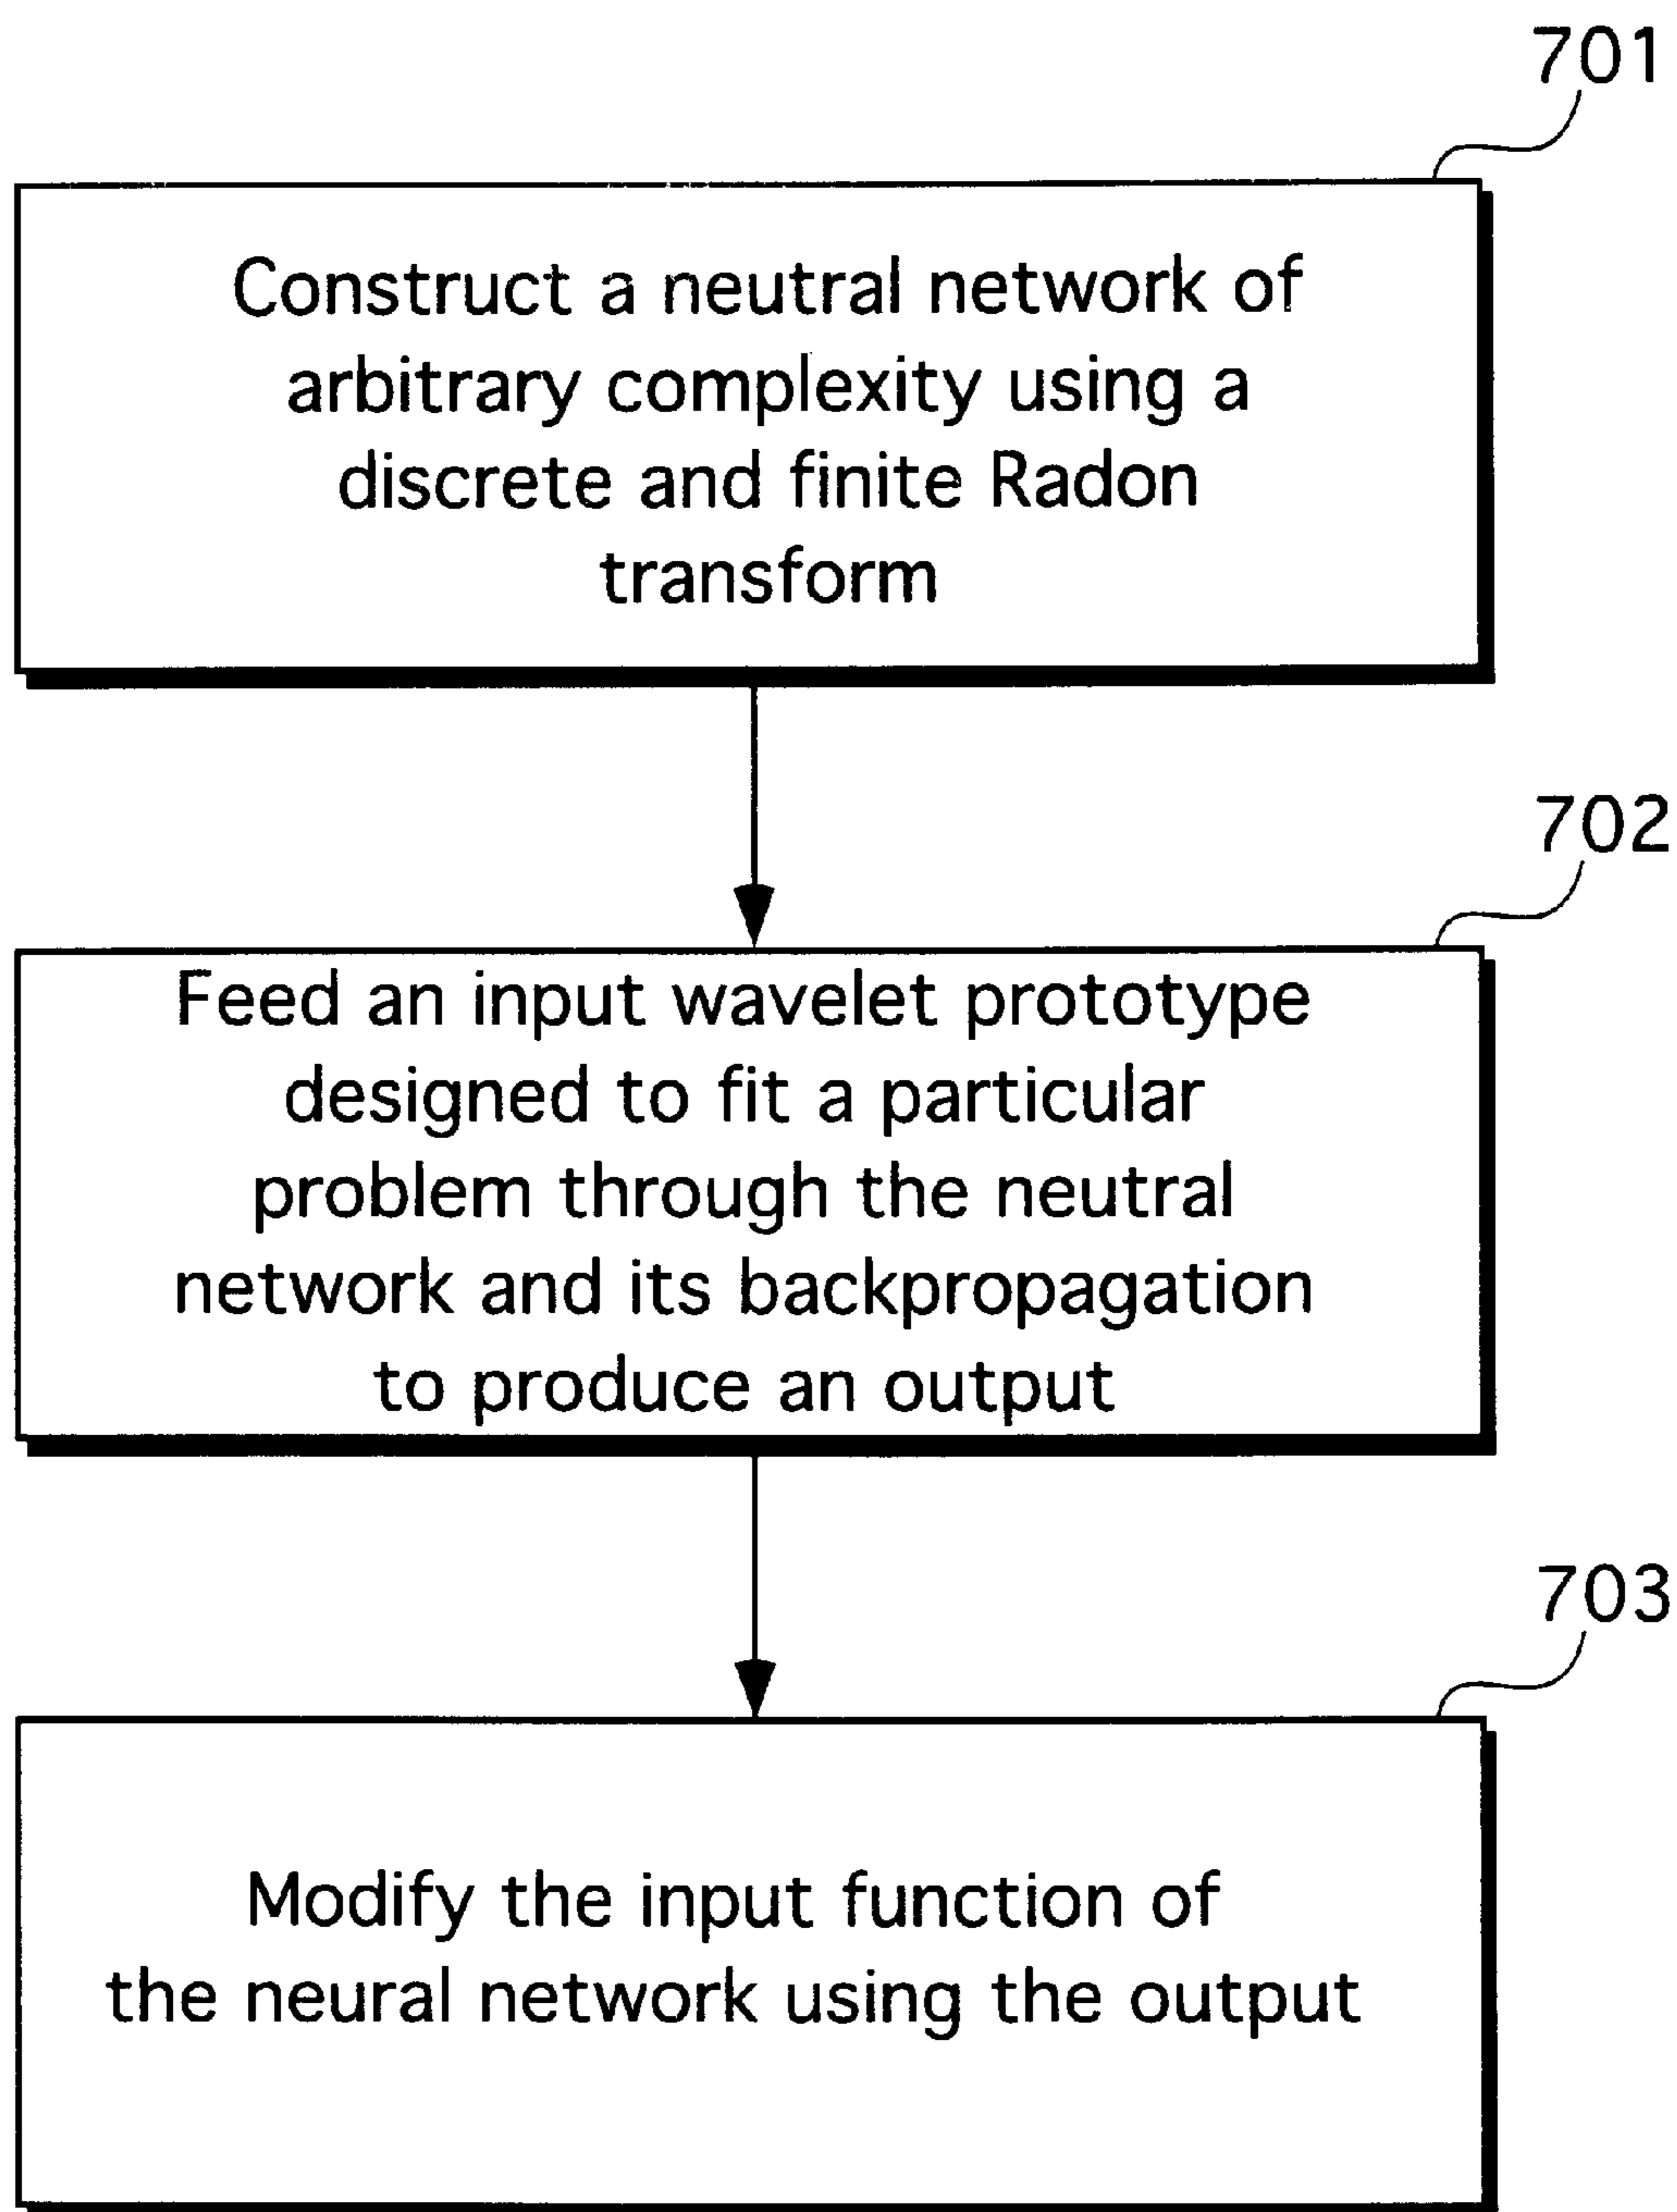 701
Construct a neutral network of
arbitrary complexity using a
discrete and finite Radon
transform
702
Feed an input wavelet prototype
designed to fit a particular
problem through the neutral
network and its backpropagation
to produce an output
703
Modify the input function of
the neural network using the output